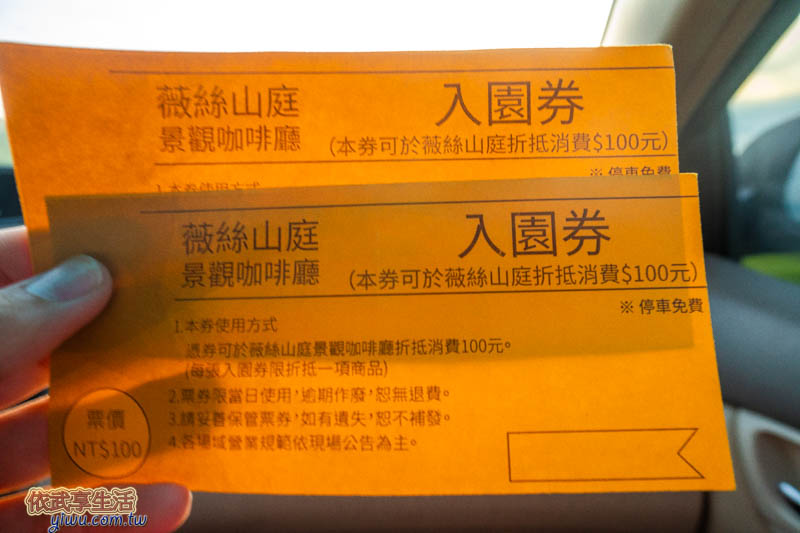 薇絲山庭
景觀咖啡廳
入園券
(本券可於薇絲山庭折抵消費$100元)
※ 停車免費
1.本券使用方式
薇絲山庭
景觀咖啡廳
入園券
(本券可於薇絲山庭折抵消費$100元)
※ 停車免費
1.本券使用方式
憑券可於薇絲山庭景觀咖啡廳折抵消費100元。
(每張入園券限折抵一項商品)
2.票券限當日使用,逾期作廢,恕無退費。
3.請妥善保管票券,如有遺失,恕不補發。
4.各場域營業規範依現場公告為主。
票價
NT$100
依武享生活
yiwu.com.tw